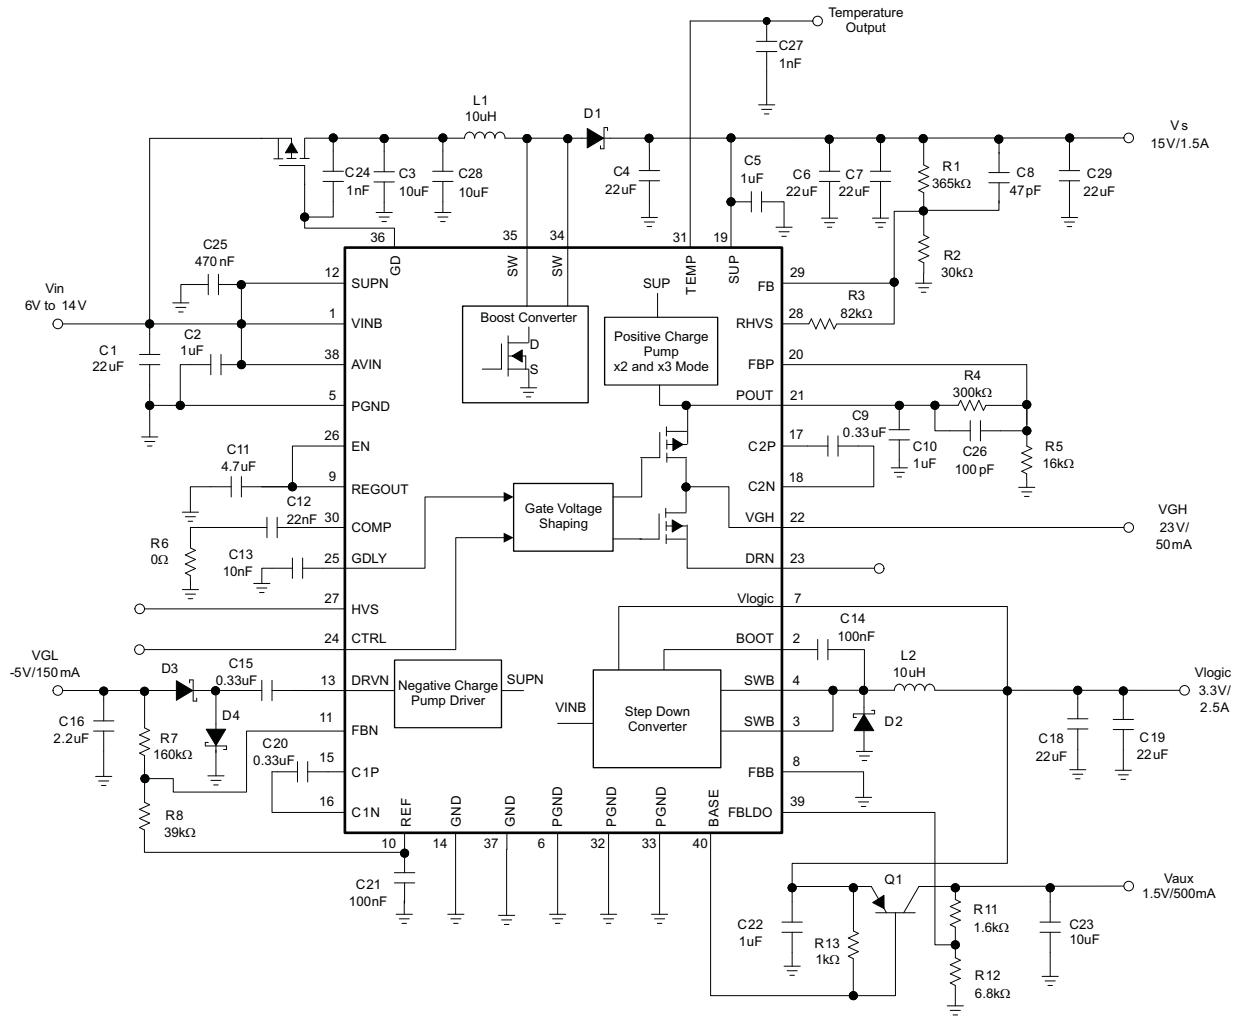 Temperature
Output
C27
1nF
L1
10uH
D1
Vs
15V/1.5A
C24
1nF
C3
10uF
C28
10uF
C4
22uF
C5
1uF
C6
22uF
C7
22uF
R1
365kΩ
C8
47pF
C29
22uF
R2
30kΩ
C25
470nF
Vin
6V to 14V
C1
22uF
C2
1uF
36
35
34
31
19
GD
SW
SW
TEMP
SUP
12
SUPN
1
VINB
38
AVIN
5
PGND
26
EN
9
REGOUT
30
COMP
25
GDLY
27
HVS
24
CTRL
13
DRVN
11
FBN
15
C1P
16
C1N
Boost Converter
D
S
SUP
Positive Charge
Pump
x2 and x3 Mode
Gate Voltage
Shaping
FB
29
RHVS
28
R3
82kΩ
FBP
20
POUT
21
R4
300kΩ
C9
0.33uF
C10
1uF
C26
100pF
R5
16kΩ
C2P
17
C2N
18
VGH
22
VGH
23V/
50mA
DRN
23
Vlogic
7
BOOT
2
C14
100nF
SWB
4
L2
10uH
Vlogic
3.3V/
2.5A
SWB
3
D2
C18
22uF
C19
22uF
FBB
8
FBLDO
39
C11
4.7uF
C12
22nF
R6
0Ω
C13
10nF
VGL
-5V/150mA
D3
C15
0.33uF
D4
C16
2.2uF
R7
160kΩ
C20
0.33uF
R8
39kΩ
Negative Charge
Pump Driver
SUPN
VINB
Step Down
Converter
REF
GND
GND
PGND
PGND
PGND
BASE
10
14
37
6
32
33
40
C21
100nF
Q1
Vaux
1.5V/500mA
C22
1uF
R13
1kΩ
R11
1.6kΩ
C23
10uF
R12
6.8kΩ